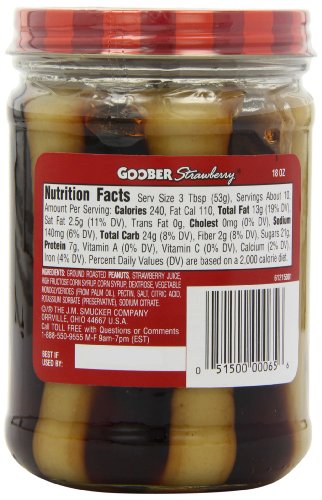 GOOBER Strawberry®
18 OZ
Nutrition Facts Serv Size 3 Tbsp (53g), Servings About 10,
Amount Per Serving: Calories 240, Fat Cal 110, Total Fat 13g (19% DV),
Sat Fat 2.5g (11% DV), Trans Fat 0g, Cholest 0mg (0% DV), Sodium
140mg (6% DV), Total Carb 24g (8% DV), Fiber 2g (8% DV), Sugars 21g,
Protein 7g, Vitamin A (0% DV), Vitamin C (0% DV), Calcium (2% DV),
Iron (4% DV). Percent Daily Values (DV) are based on a 2,000 calorie diet.
INGREDIENTS: GROUND ROASTED PEANUTS, STRAWBERRY JUICE,
HIGH FRUCTOSE CORN SYRUP, CORN SYRUP, DEXTROSE, VEGETABLE
MONOGLYCERIDES (FROM PALM OIL), PECTIN, SALT, CITRIC ACID,
POTASSIUM SORBATE (PRESERVATIVE), SODIUM CITRATE.
©/® THE J.M. SMUCKER COMPANY
ORRVILLE, OHIO 44667 U.S.A.
Call TOLL FREE with Questions or Comments
1-888-550-9555 M-F 9am-7pm (EST)
BEST IF
USED BY:
0 51500 00065 6